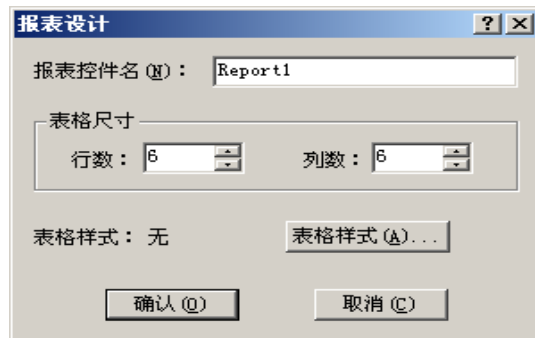 报表设计
报表控件名(N)： Report1
表格尺寸
行数： 6 列数： 6
表格样式： 无 表格样式(A)...
确认(O) 取消(C)